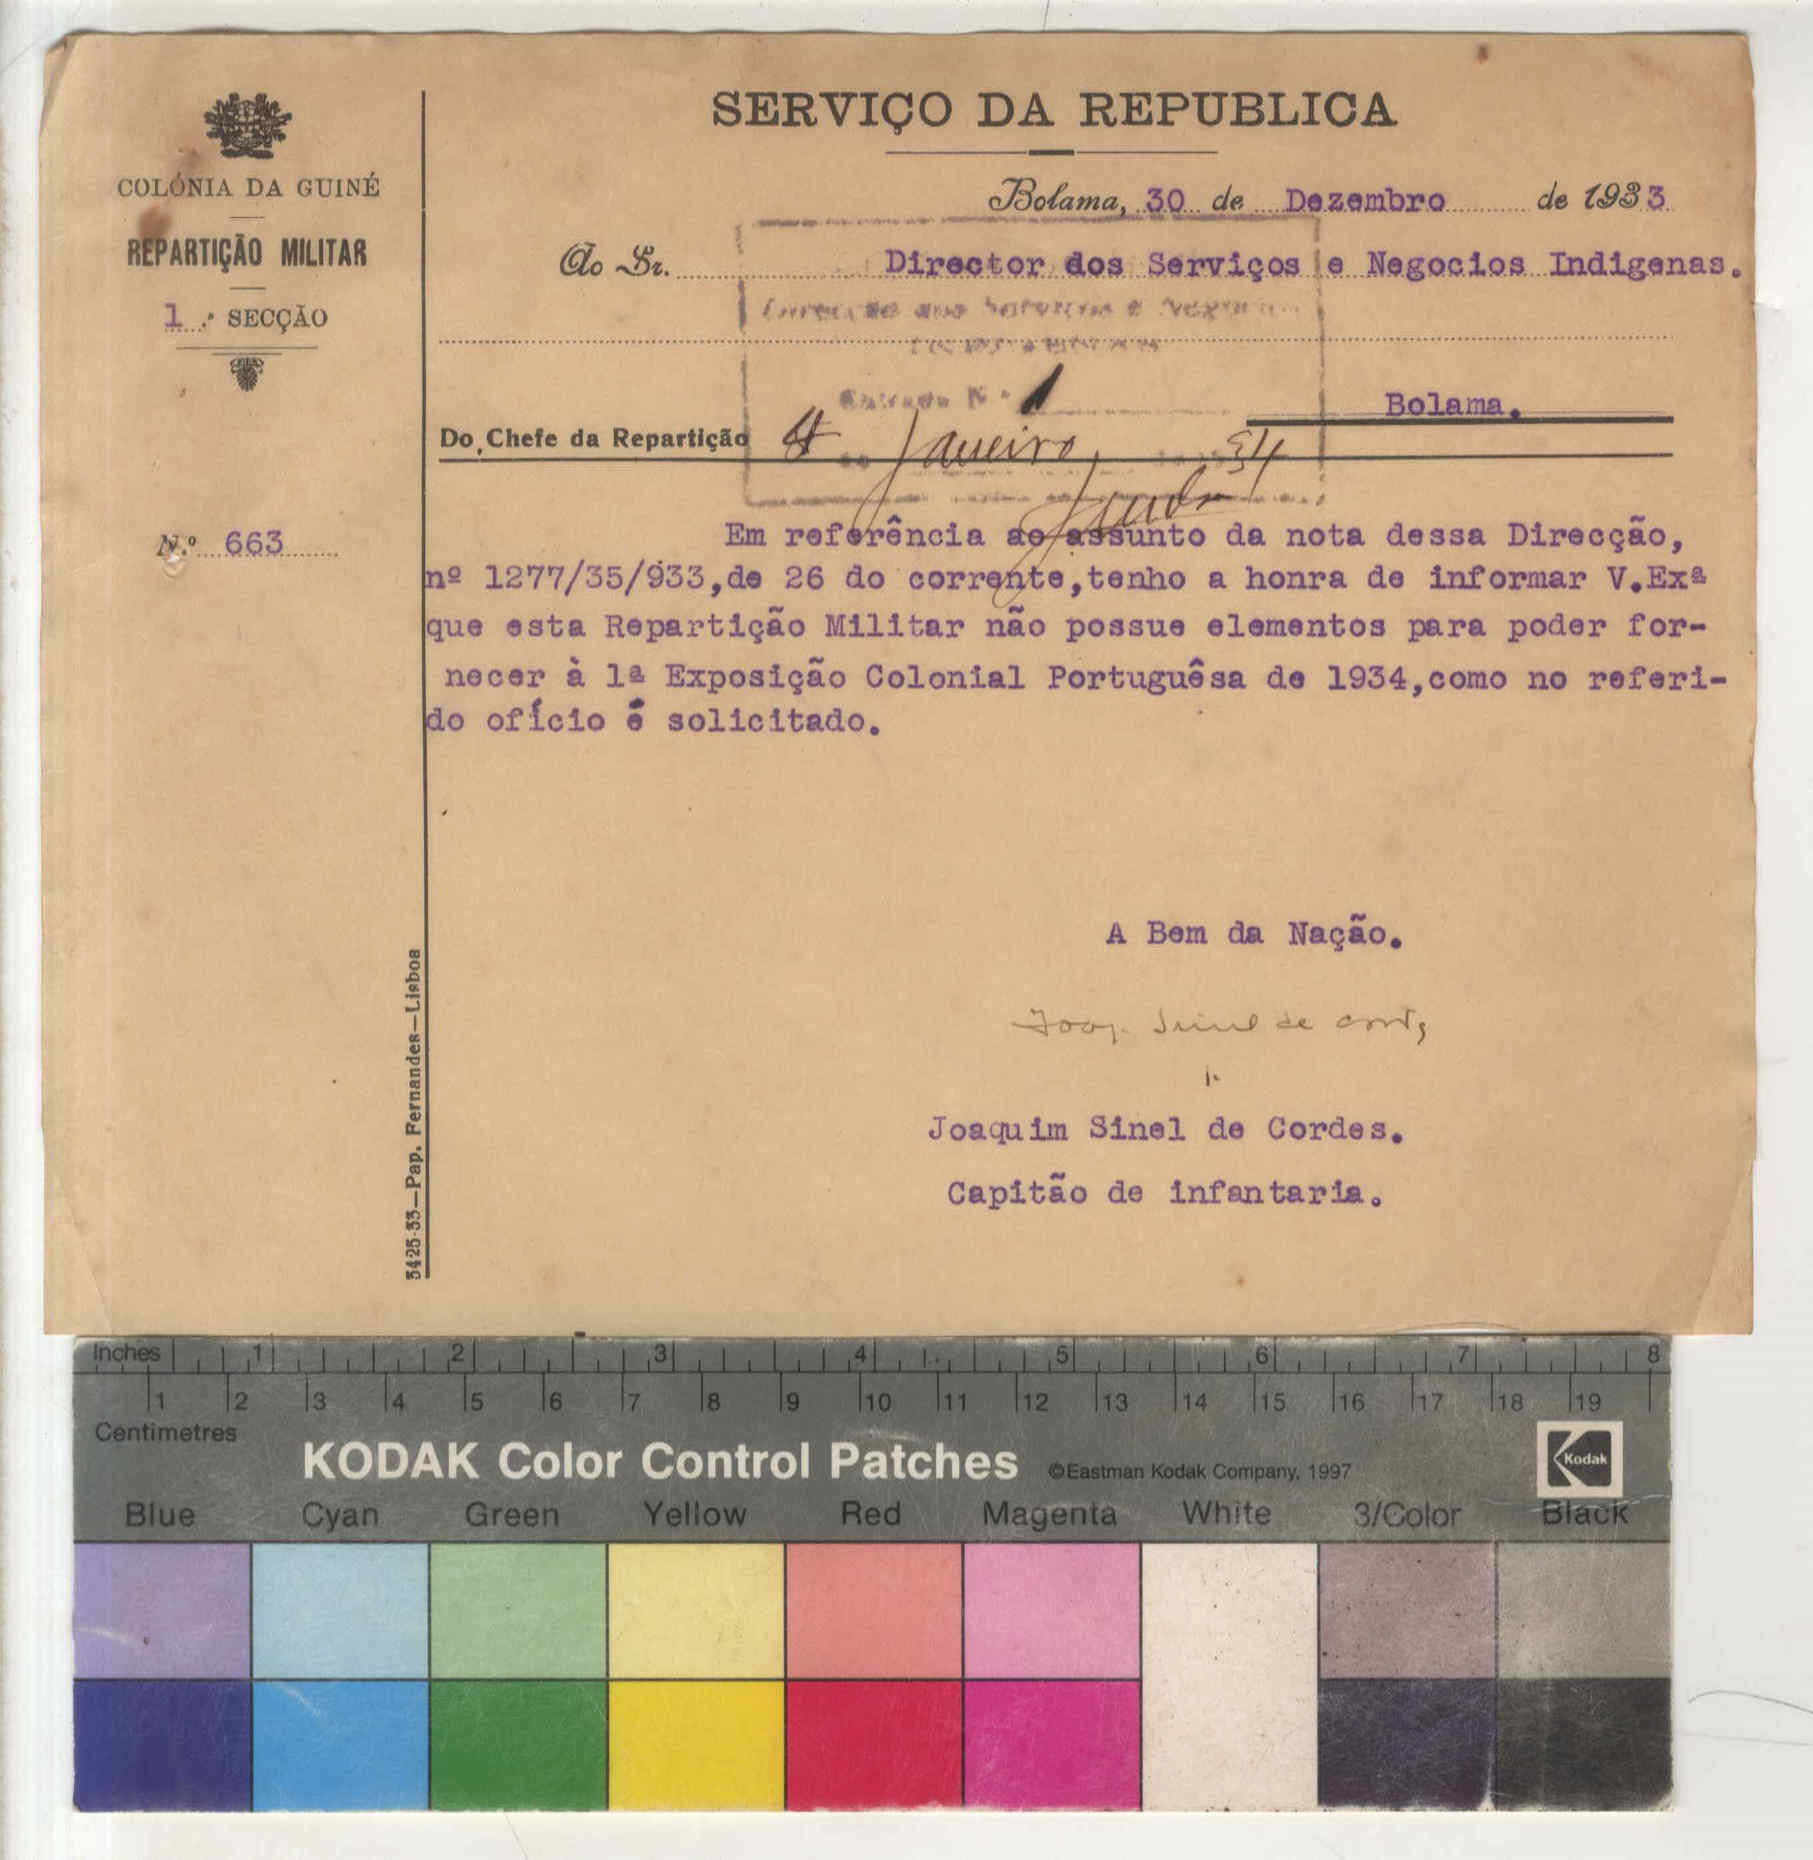 SERVIÇO DA REPUBLICA
COLÓNIA DA GUINÉ
REPARTIÇÃO MILITAR
1.ª SECÇÃO
Bolama, 30 de Dezembro de 1933
Ao Sr. Director dos Serviços e Negocios Indigenas.
Entrada N.º 1
Bolama.
Do Chefe da Repartição
Janeiro 34
N.º 663
Em referência ao assunto da nota dessa Direcção,
nº 1277/35/933,de 26 do corrente,tenho a honra de informar V.Exª
que esta Repartição Militar não possue elementos para poder for-
necer à 1ª Exposição Colonial Portuguêsa de 1934,como no referi-
do ofício é solicitado.
A Bem da Nação.
Joaq. Sinel de Cordes
Joaquim Sinel de Cordes.
Capitão de infantaria.
5425-33—Pap. Fernandes—Lisboa
Inches 1 2 3 4 5 6 7 8
1 2 3 4 5 6 7 8 9 10 11 12 13 14 15 16 17 18 19
Centimetres
KODAK Color Control Patches ©Eastman Kodak Company, 1997 Kodak
Blue Cyan Green Yellow Red Magenta White 3/Color Black